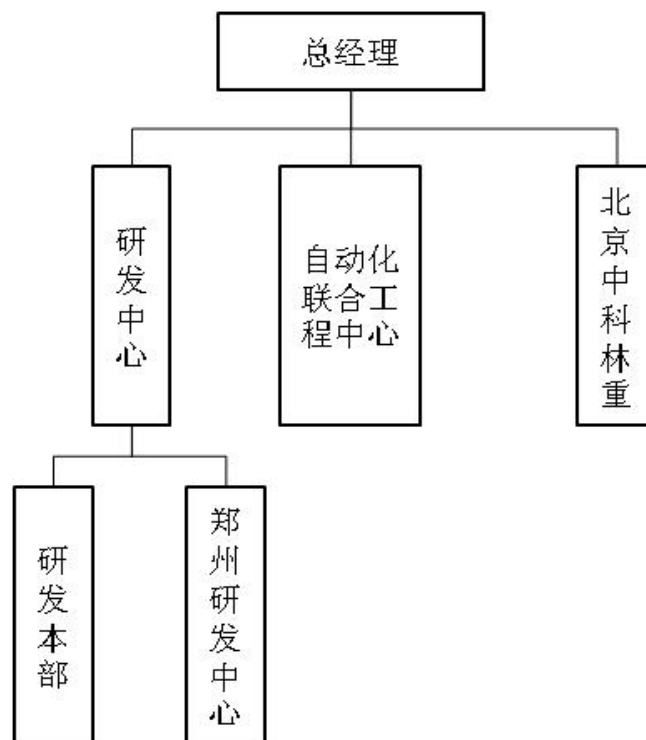 总经理
研发中心
自动化
联合工
程中心
北京中科林重
研发本部
郑州研发中心